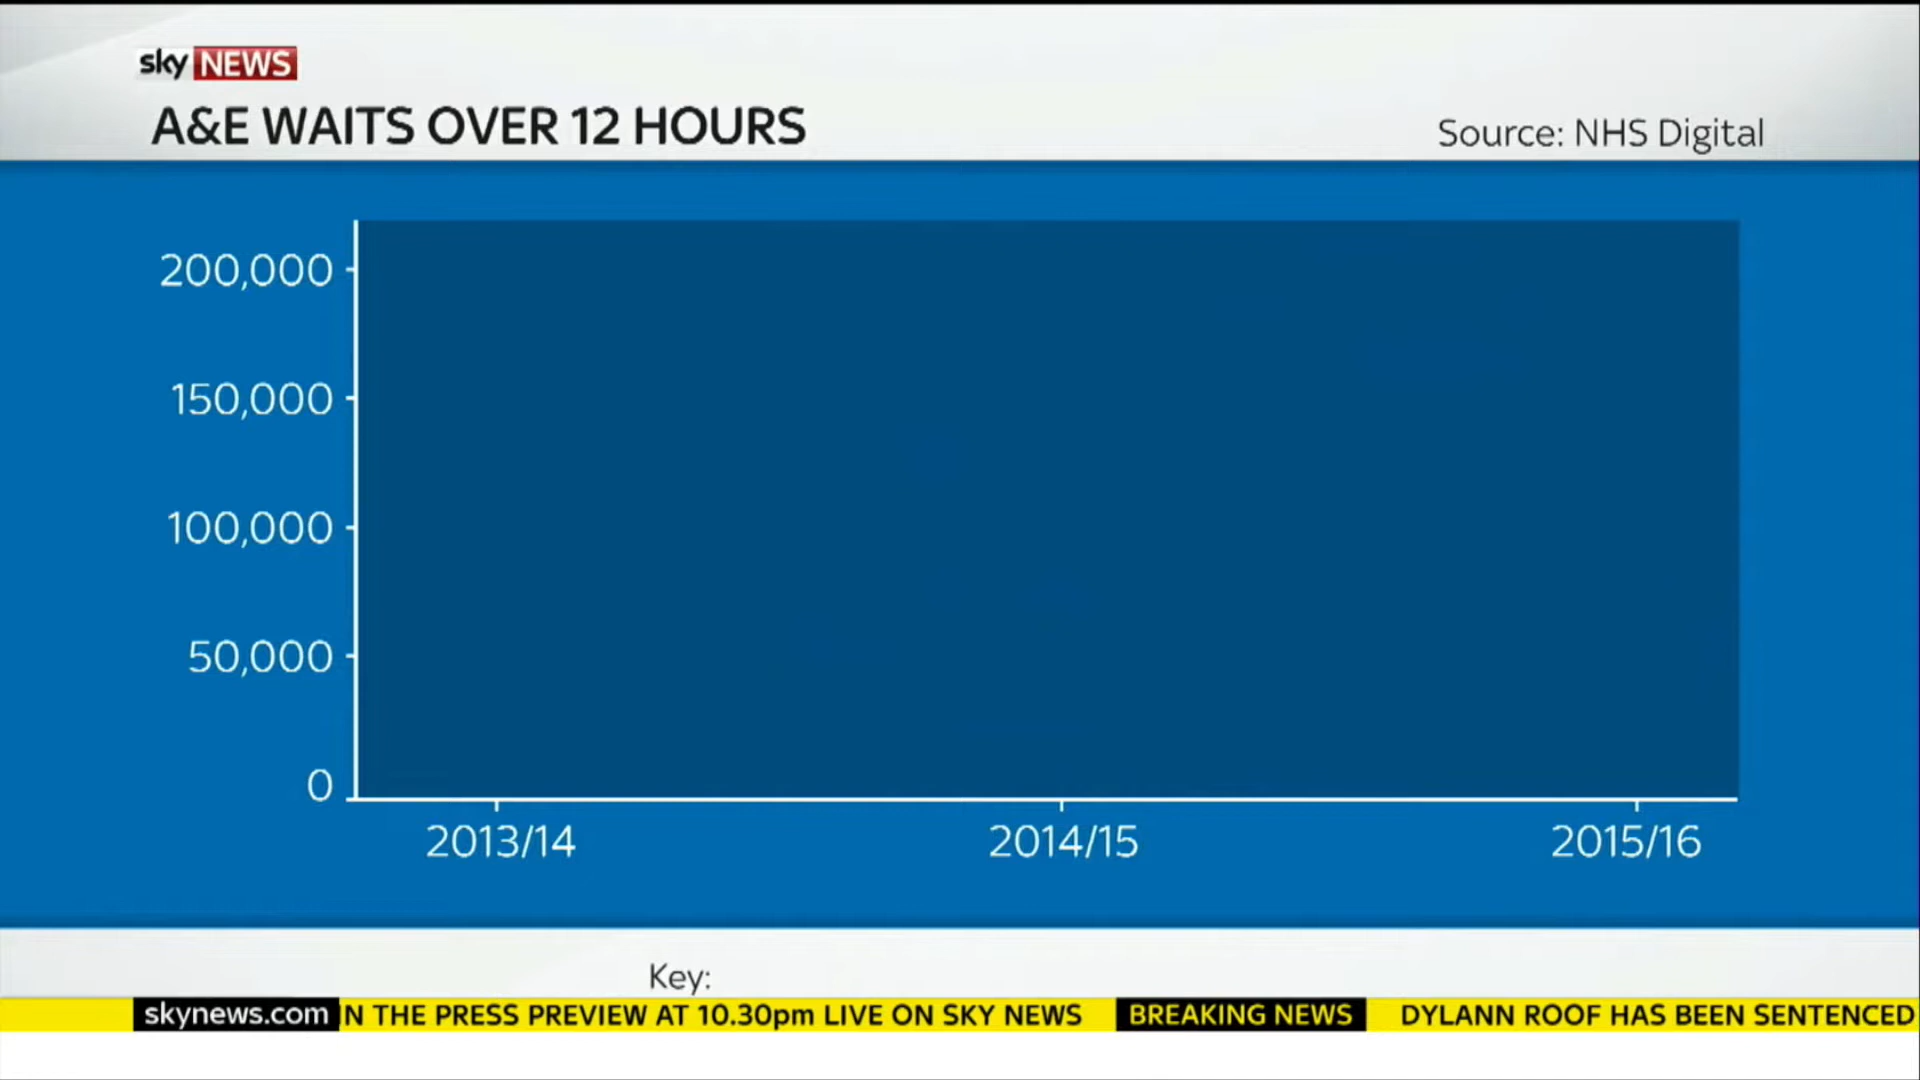 sky NEWS
A&E WAITS OVER 12 HOURS
Source: NHS Digital
200,000
150,000
100,000
50,000
0
2013/14 2014/15 2015/16
Key:
skynews.com N THE PRESS PREVIEW AT 10.30pm LIVE ON SKY NEWS BREAKING NEWS DYLANN ROOF HAS BEEN SENTENCED